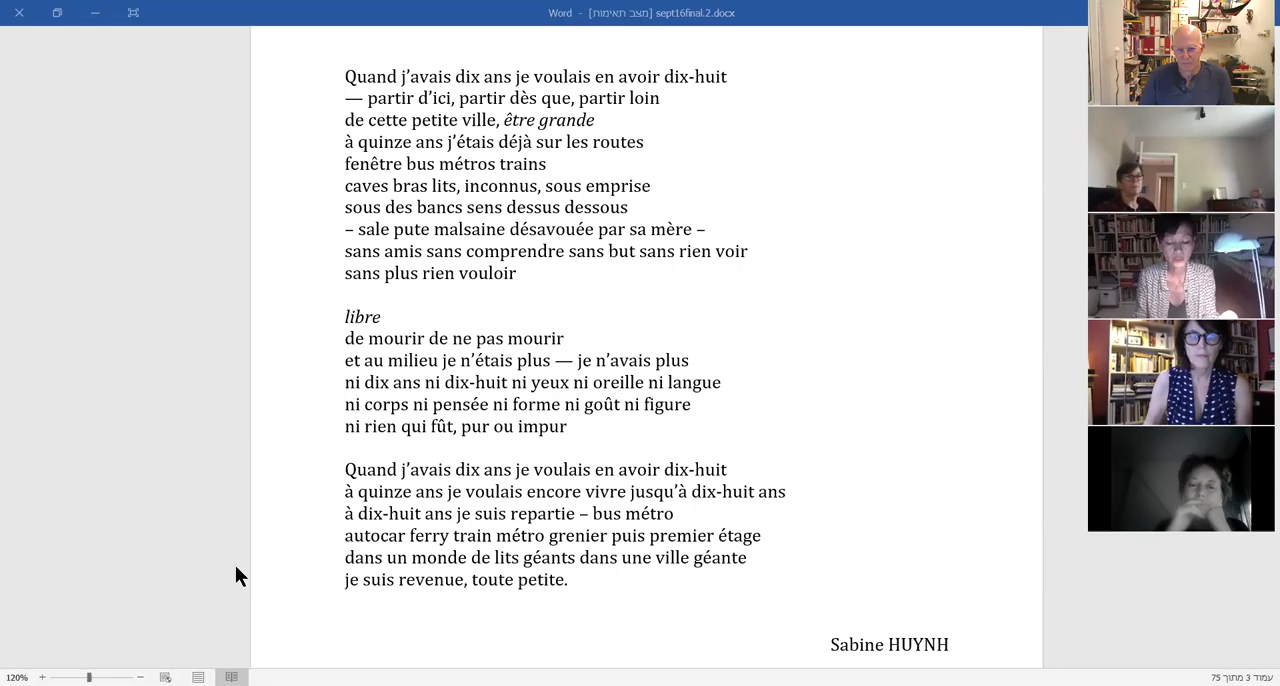 Word - [מצב תאימות] sept16final.2.docx
Quand j’avais dix ans je voulais en avoir dix-huit
— partir d’ici, partir dès que, partir loin
de cette petite ville, être grande
à quinze ans j’étais déjà sur les routes
fenêtre bus métros trains
caves bras lits, inconnus, sous emprise
sous des bancs sens dessus dessous
– sale pute malsaine désavouée par sa mère –
sans amis sans comprendre sans but sans rien voir
sans plus rien vouloir
libre
de mourir de ne pas mourir
et au milieu je n’étais plus — je n’avais plus
ni dix ans ni dix-huit ni yeux ni oreille ni langue
ni corps ni pensée ni forme ni goût ni figure
ni rien qui fût, pur ou impur
Quand j’avais dix ans je voulais en avoir dix-huit
à quinze ans je voulais encore vivre jusqu’à dix-huit ans
à dix-huit ans je suis repartie – bus métro
autocar ferry train métro grenier puis premier étage
dans un monde de lits géants dans une ville géante
je suis revenue, toute petite.
Sabine HUYNH
120%
עמוד 3 מתוך 75